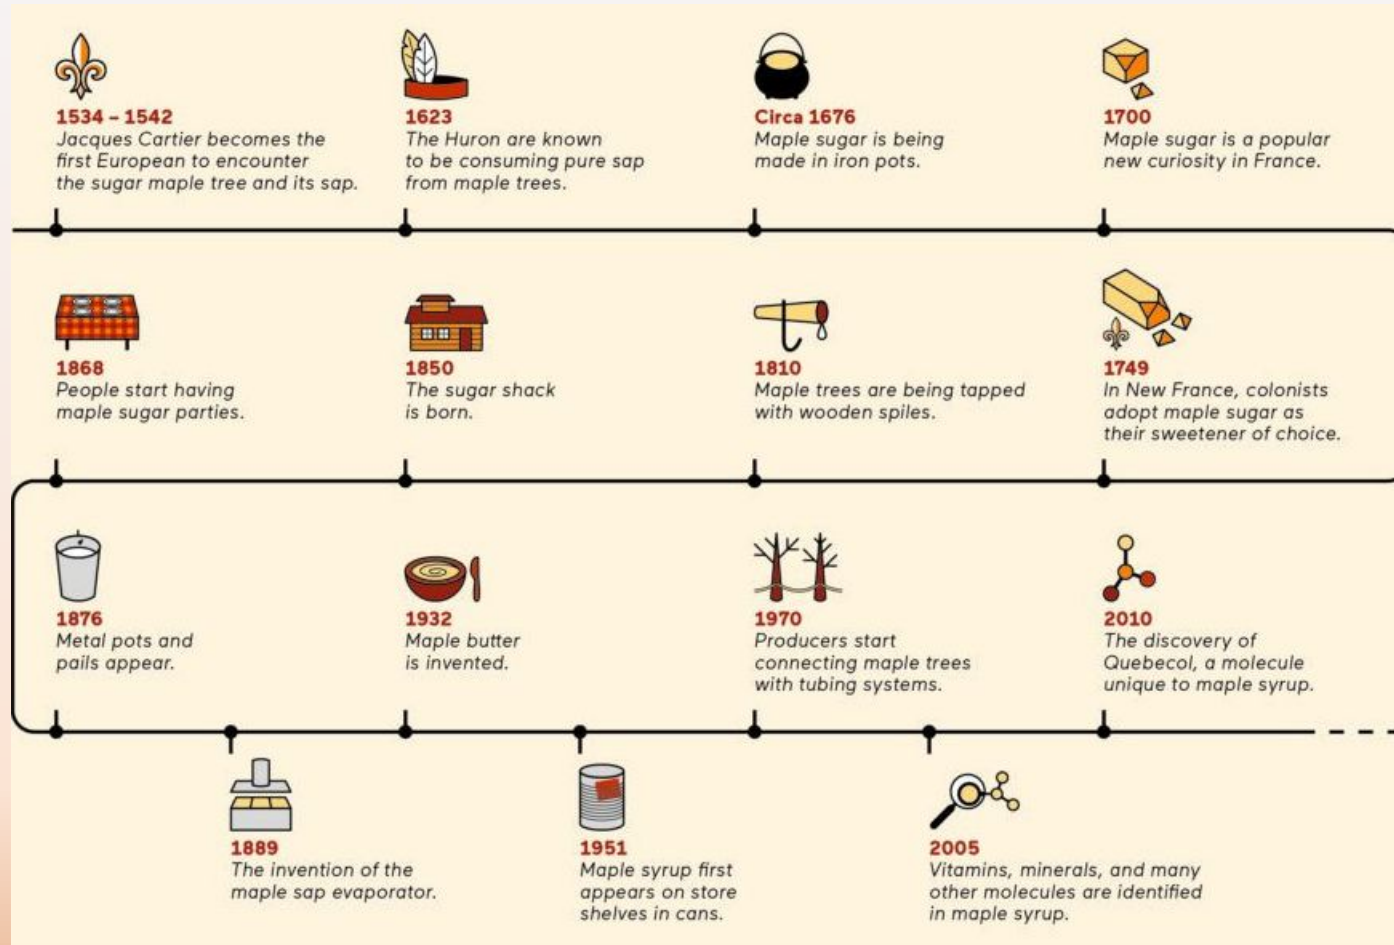 1534 – 1542
Jacques Cartier becomes the
first European to encounter
the sugar maple tree and its sap.
1623
The Huron are known
to be consuming pure sap
from maple trees.
Circa 1676
Maple sugar is being
made in iron pots.
1700
Maple sugar is a popular
new curiosity in France.
1749
In New France, colonists
adopt maple sugar as
their sweetener of choice.
1810
Maple trees are being tapped
with wooden spiles.
1850
The sugar shack
is born.
1868
People start having
maple sugar parties.
1876
Metal pots and
pails appear.
1889
The invention of the
maple sap evaporator.
1932
Maple butter
is invented.
1951
Maple syrup first
appears on store
shelves in cans.
1970
Producers start
connecting maple trees
with tubing systems.
2005
Vitamins, minerals, and many
other molecules are identified
in maple syrup.
2010
The discovery of
Quebecol, a molecule
unique to maple syrup.